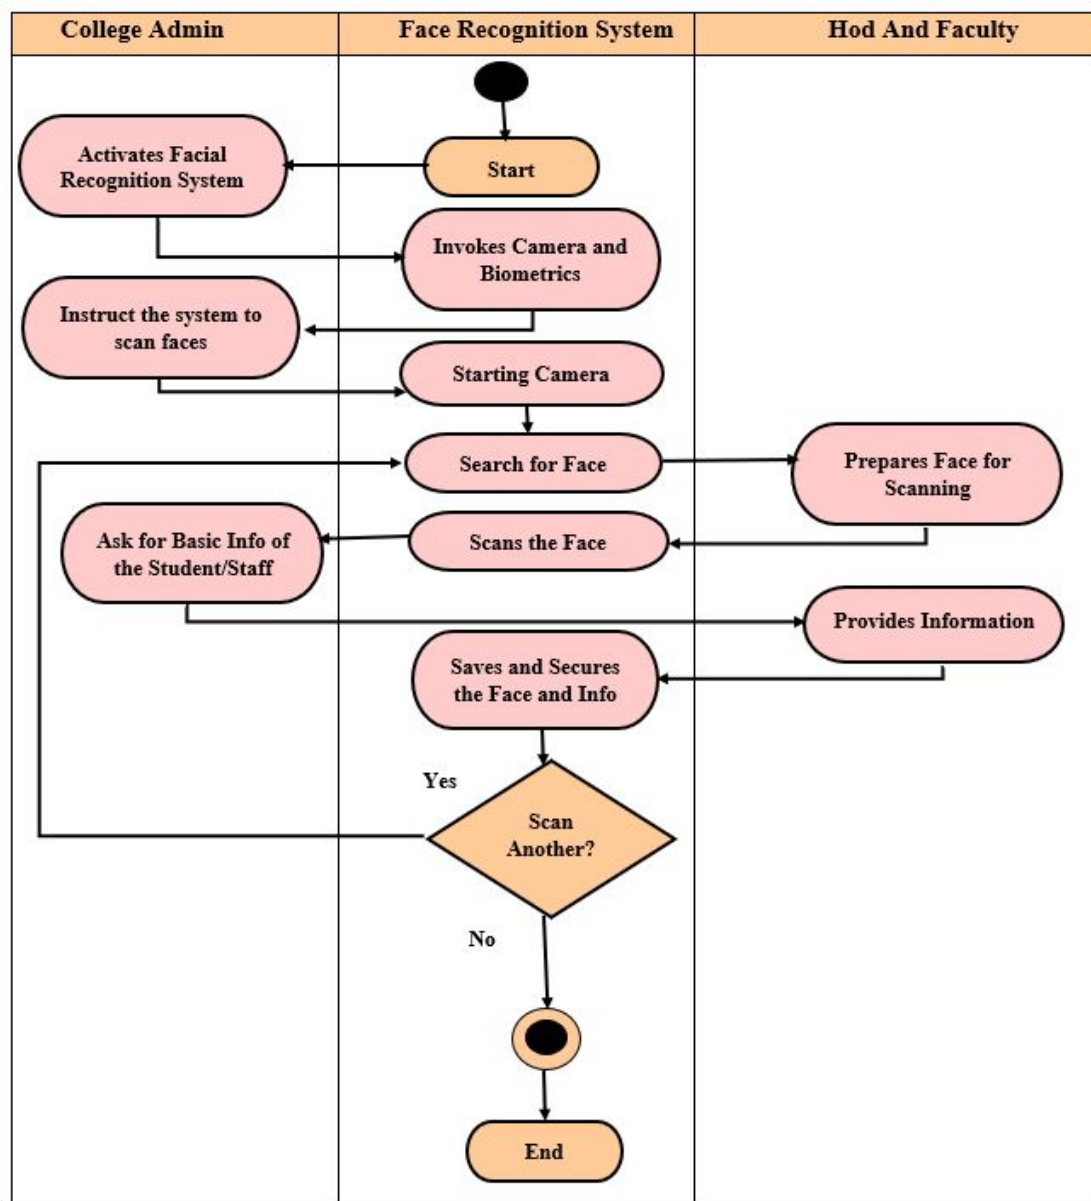 College Admin
Face Recognition System
Hod And Faculty
Start
Activates Facial
Recognition System
Invokes Camera and
Biometrics
Instruct the system to
scan faces
Starting Camera
Search for Face
Prepares Face for
Scanning
Scans the Face
Ask for Basic Info of
the Student/Staff
Provides Information
Saves and Secures
the Face and Info
Yes
Scan
Another?
No
End